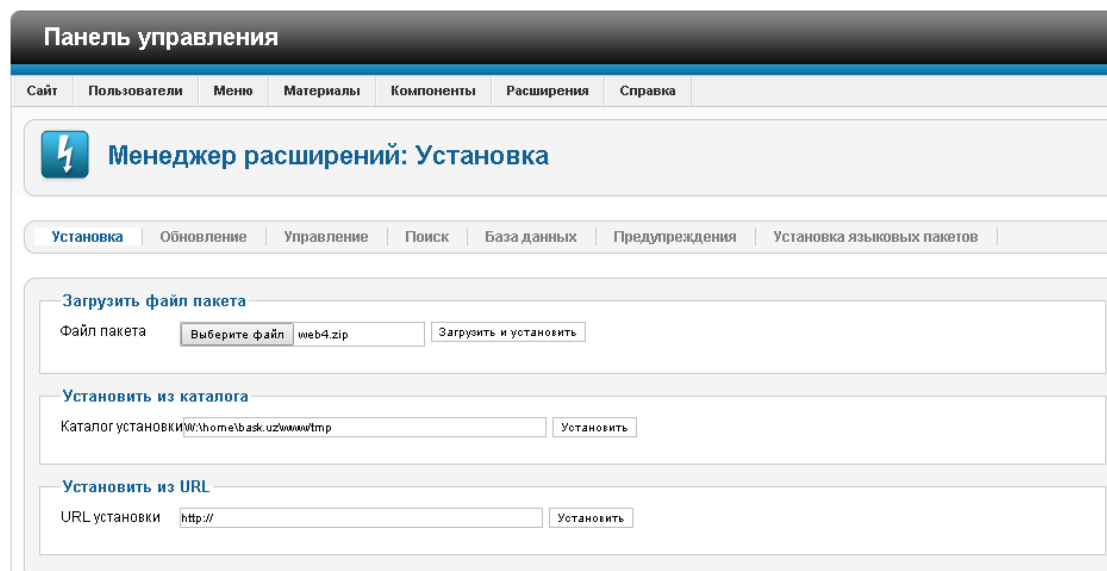 Панель управления
Сайт Пользователи Меню Материалы Компоненты Расширения Справка
Менеджер расширений: Установка
Установка Обновление Управление Поиск База данных Предупреждения Установка языковых пакетов
Загрузить файл пакета
Файл пакета Выберите файл web4.zip Загрузить и установить
Установить из каталога
Каталог установки W:\home\bask.uz\www/tmp Установить
Установить из URL
URL установки http:// Установить